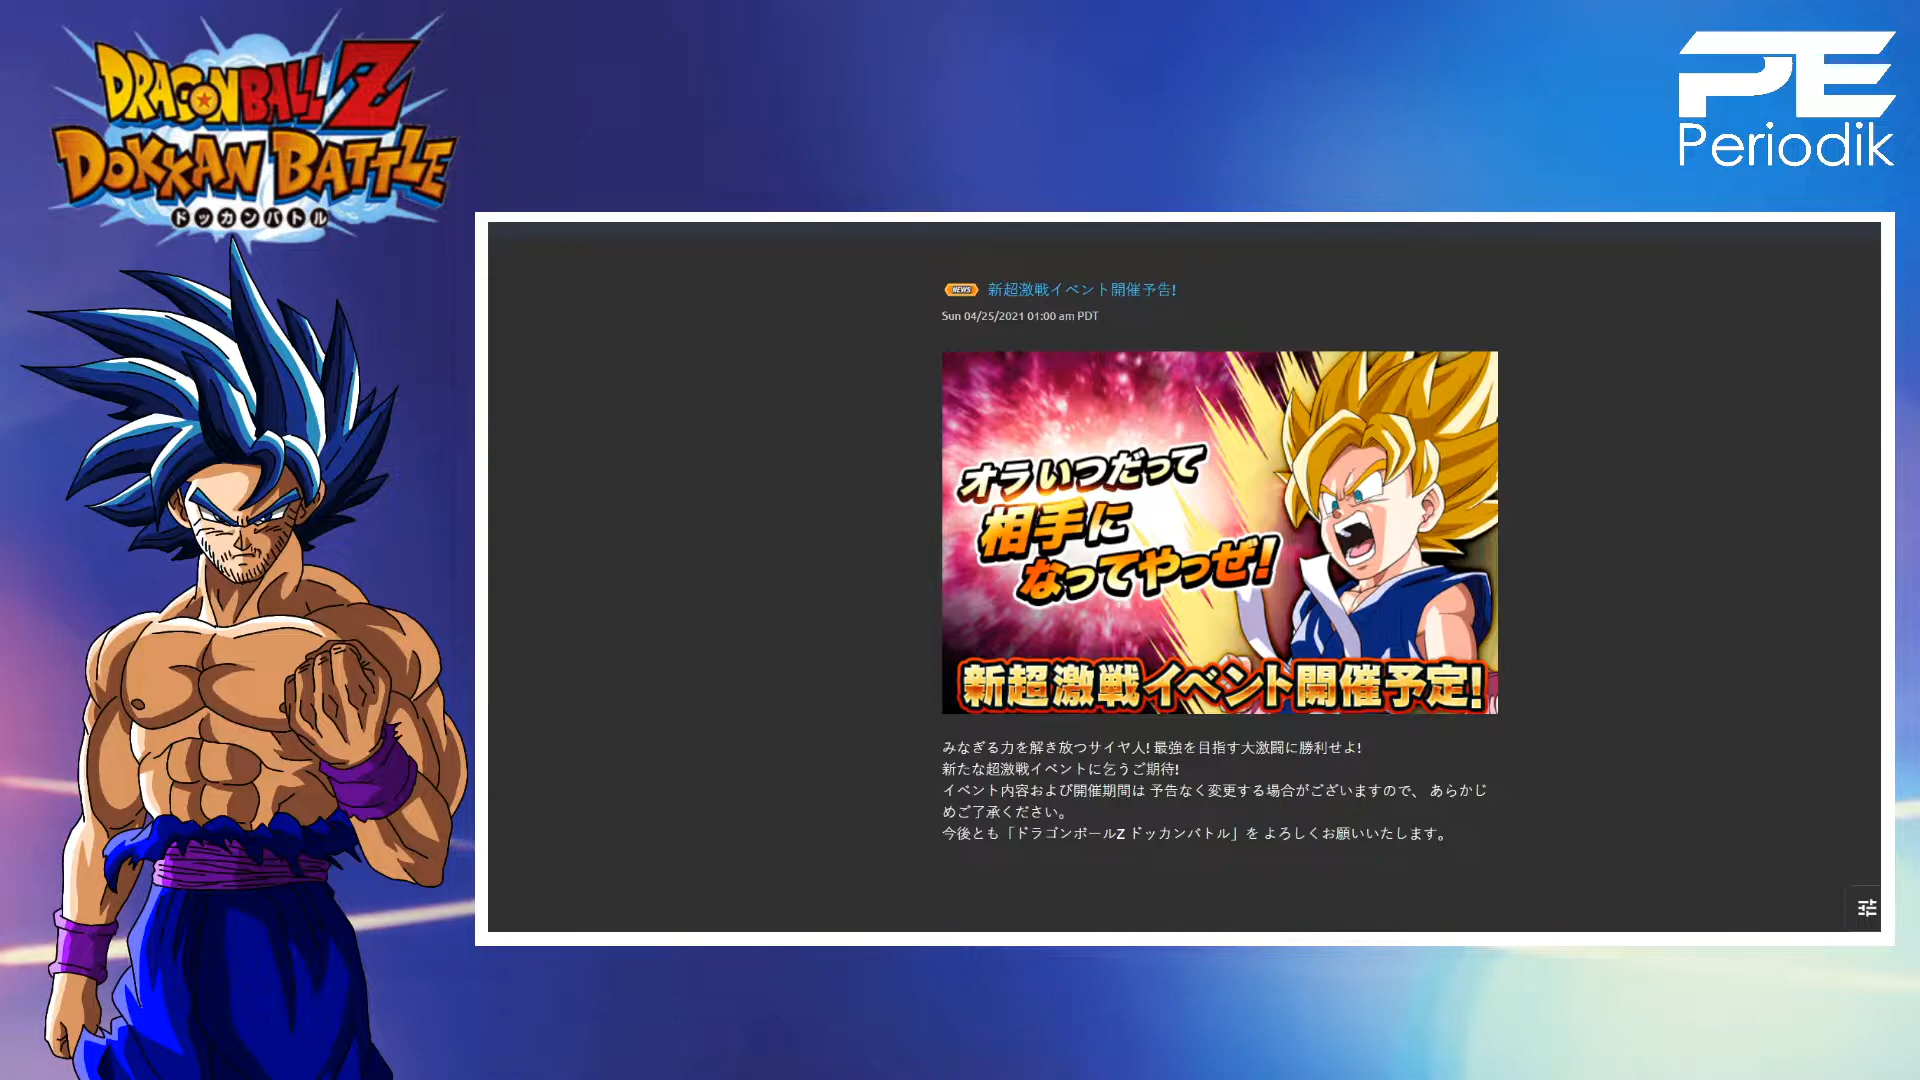 DRAGON BALL Z
DOKKAN BATTLE
ドッカンバトル
PE
Periodik
NEWS 新超激戦イベント開催予告!
Sun 04/25/2021 01:00 am PDT
オラいつだって
相手に
なってやっぜ!
新超激戦イベント開催予定!
みなぎる力を解き放つサイヤ人! 最強を目指す大激闘に勝利せよ!
新たな超激戦イベントに乞うご期待!
イベント内容および開催期間は 予告なく変更する場合がございますので、 あらかじ
めご了承ください。
今後とも「ドラゴンボールZ ドッカンバトル」を よろしくお願いいたします。